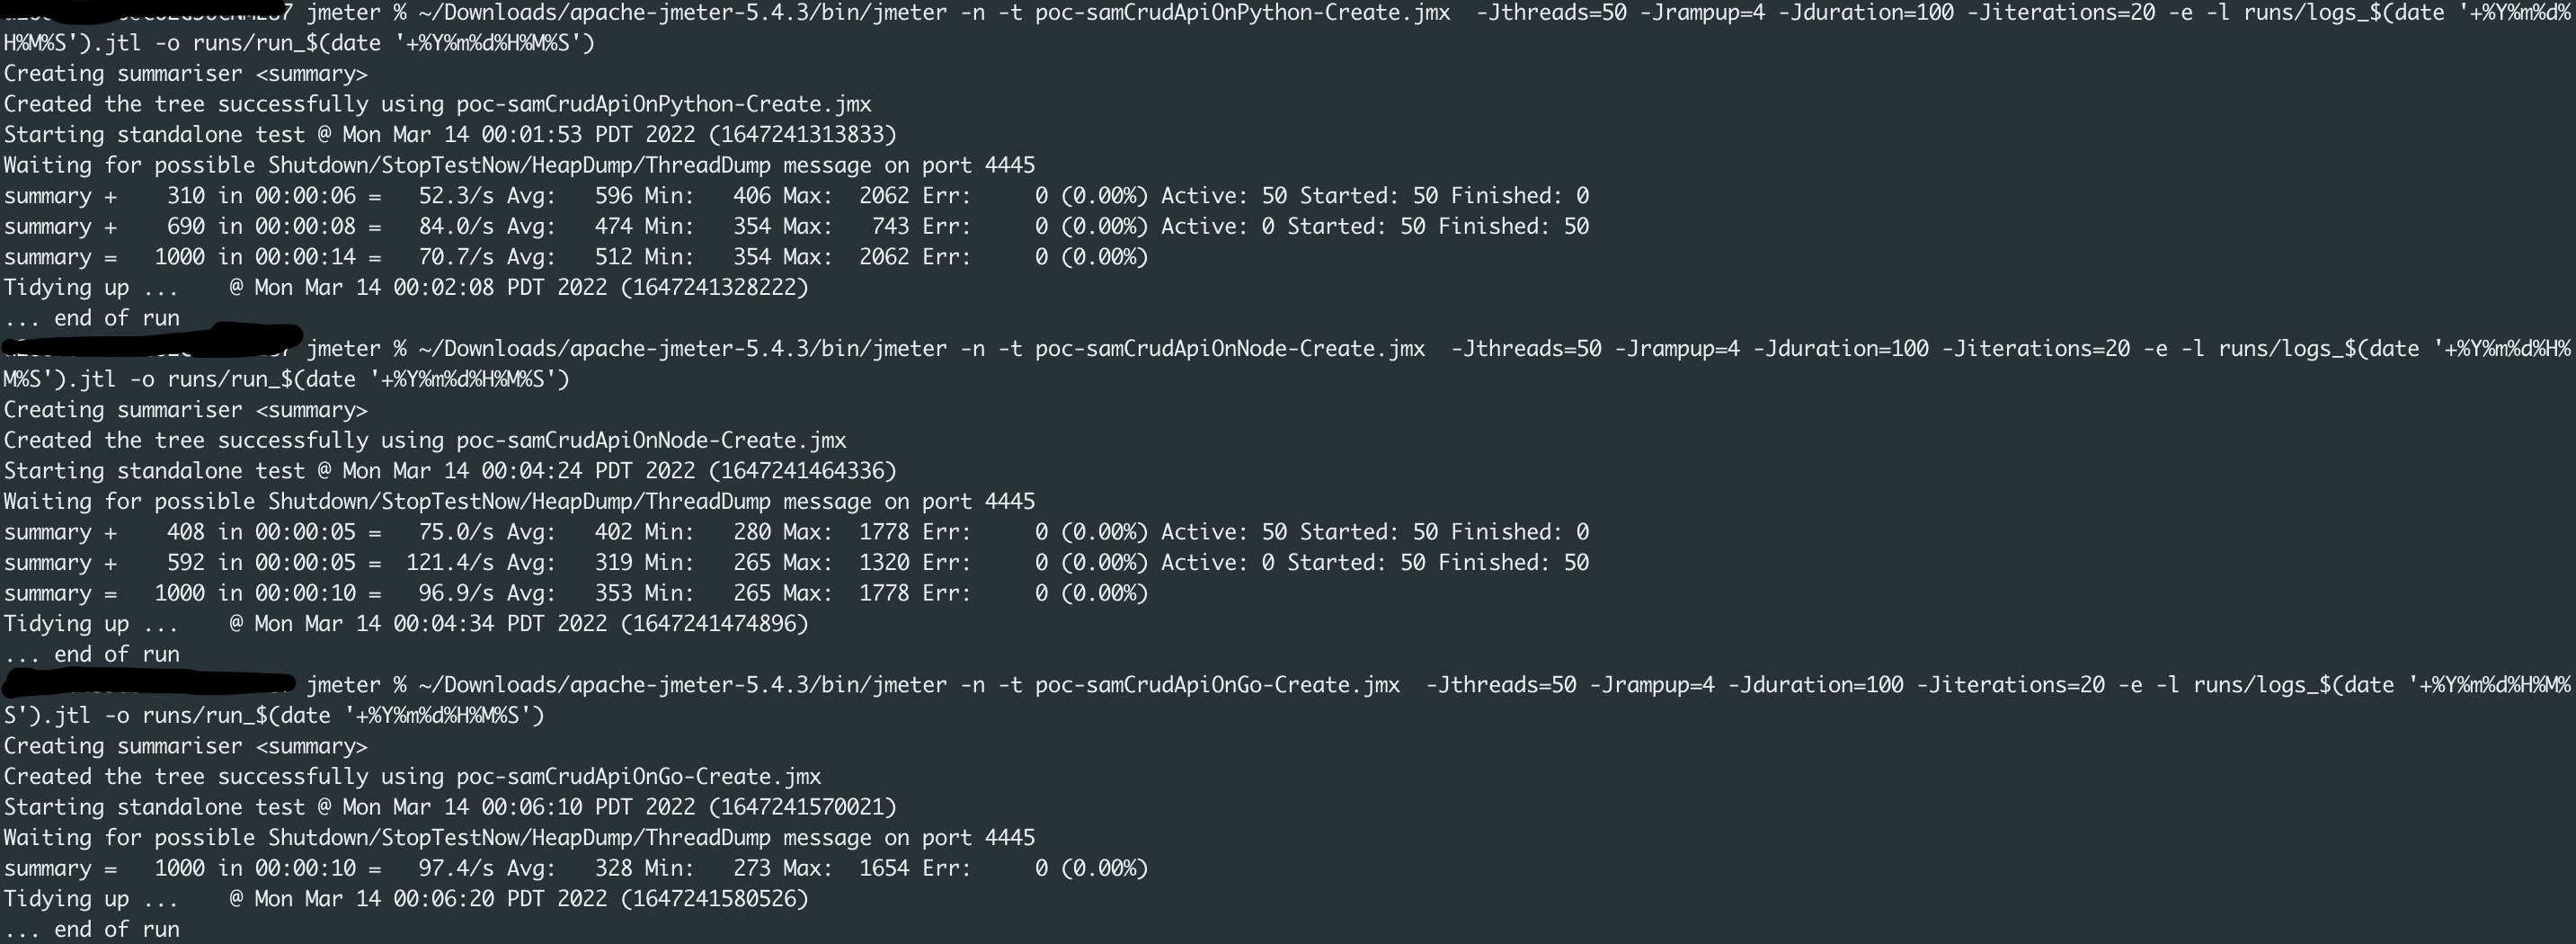 jmeter % ~/Downloads/apache-jmeter-5.4.3/bin/jmeter -n -t poc-samCrudApiOnPython-Create.jmx  -Jthreads=50 -Jrampup=4 -Jduration=100 -Jiterations=20 -e -l runs/logs_$(date '+%Y%m%d%
H%M%S').jtl -o runs/run_$(date '+%Y%m%d%H%M%S')
Creating summariser <summary>
Created the tree successfully using poc-samCrudApiOnPython-Create.jmx
Starting standalone test @ Mon Mar 14 00:01:53 PDT 2022 (1647241313833)
Waiting for possible Shutdown/StopTestNow/HeapDump/ThreadDump message on port 4445
summary +    310 in 00:00:06 =   52.3/s Avg:   596 Min:   406 Max:  2062 Err:     0 (0.00%) Active: 50 Started: 50 Finished: 0
summary +    690 in 00:00:08 =   84.0/s Avg:   474 Min:   354 Max:   743 Err:     0 (0.00%) Active: 0 Started: 50 Finished: 50
summary =   1000 in 00:00:14 =   70.7/s Avg:   512 Min:   354 Max:  2062 Err:     0 (0.00%)
Tidying up ...    @ Mon Mar 14 00:02:08 PDT 2022 (1647241328222)
... end of run
jmeter % ~/Downloads/apache-jmeter-5.4.3/bin/jmeter -n -t poc-samCrudApiOnNode-Create.jmx  -Jthreads=50 -Jrampup=4 -Jduration=100 -Jiterations=20 -e -l runs/logs_$(date '+%Y%m%d%H%
M%S').jtl -o runs/run_$(date '+%Y%m%d%H%M%S')
Creating summariser <summary>
Created the tree successfully using poc-samCrudApiOnNode-Create.jmx
Starting standalone test @ Mon Mar 14 00:04:24 PDT 2022 (1647241464336)
Waiting for possible Shutdown/StopTestNow/HeapDump/ThreadDump message on port 4445
summary +    408 in 00:00:05 =   75.0/s Avg:   402 Min:   280 Max:  1778 Err:     0 (0.00%) Active: 50 Started: 50 Finished: 0
summary +    592 in 00:00:05 =  121.4/s Avg:   319 Min:   265 Max:  1320 Err:     0 (0.00%) Active: 0 Started: 50 Finished: 50
summary =   1000 in 00:00:10 =   96.9/s Avg:   353 Min:   265 Max:  1778 Err:     0 (0.00%)
Tidying up ...    @ Mon Mar 14 00:04:34 PDT 2022 (1647241474896)
... end of run
jmeter % ~/Downloads/apache-jmeter-5.4.3/bin/jmeter -n -t poc-samCrudApiOnGo-Create.jmx  -Jthreads=50 -Jrampup=4 -Jduration=100 -Jiterations=20 -e -l runs/logs_$(date '+%Y%m%d%H%M%
S').jtl -o runs/run_$(date '+%Y%m%d%H%M%S')
Creating summariser <summary>
Created the tree successfully using poc-samCrudApiOnGo-Create.jmx
Starting standalone test @ Mon Mar 14 00:06:10 PDT 2022 (1647241570021)
Waiting for possible Shutdown/StopTestNow/HeapDump/ThreadDump message on port 4445
summary =   1000 in 00:00:10 =   97.4/s Avg:   328 Min:   273 Max:  1654 Err:     0 (0.00%)
Tidying up ...    @ Mon Mar 14 00:06:20 PDT 2022 (1647241580526)
... end of run